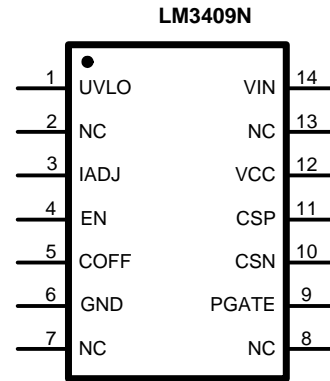 LM3409N
1 UVLO VIN 14
2 NC NC 13
3 IADJ VCC 12
4 EN CSP 11
5 COFF CSN 10
6 GND PGATE 9
7 NC NC 8